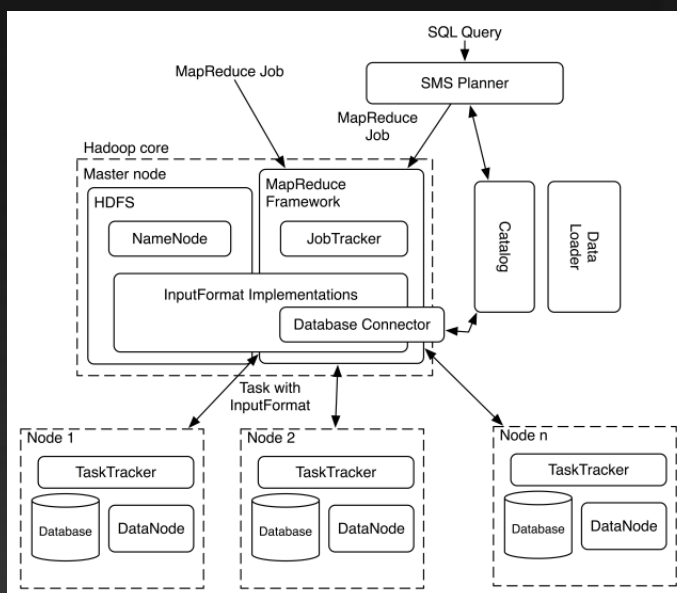 SQL Query
SMS Planner
MapReduce Job
MapReduce
Job
Hadoop core
Master node
HDFS
NameNode
MapReduce
Framework
JobTracker
InputFormat Implementations
Database Connector
Catalog
Data
Loader
Task with
InputFormat
Node 1
TaskTracker
Database
DataNode
Node 2
TaskTracker
Database
DataNode
Node n
TaskTracker
Database
DataNode